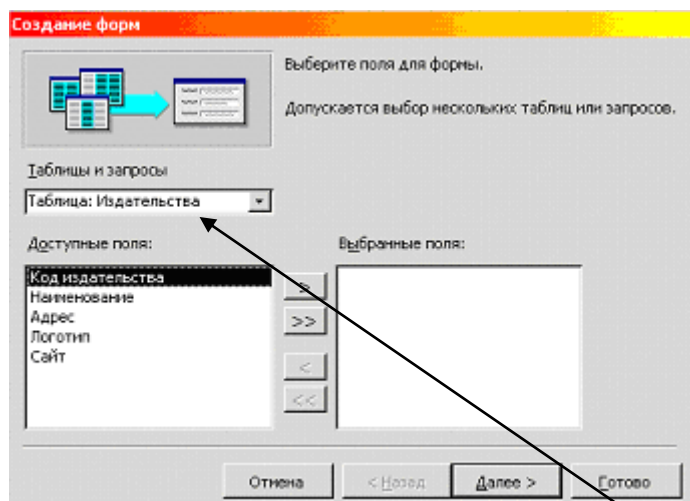 Создание форм
Выберите поля для формы.
Допускается выбор нескольких таблиц или запросов.
Таблицы и запросы
Таблица: Издательства
Доступные поля:
Выбранные поля:
Код издательства
Наименование
Адрес
Логотип
Сайт
>
>>
<
<<
Отмена
< Назад
Далее >
Готово